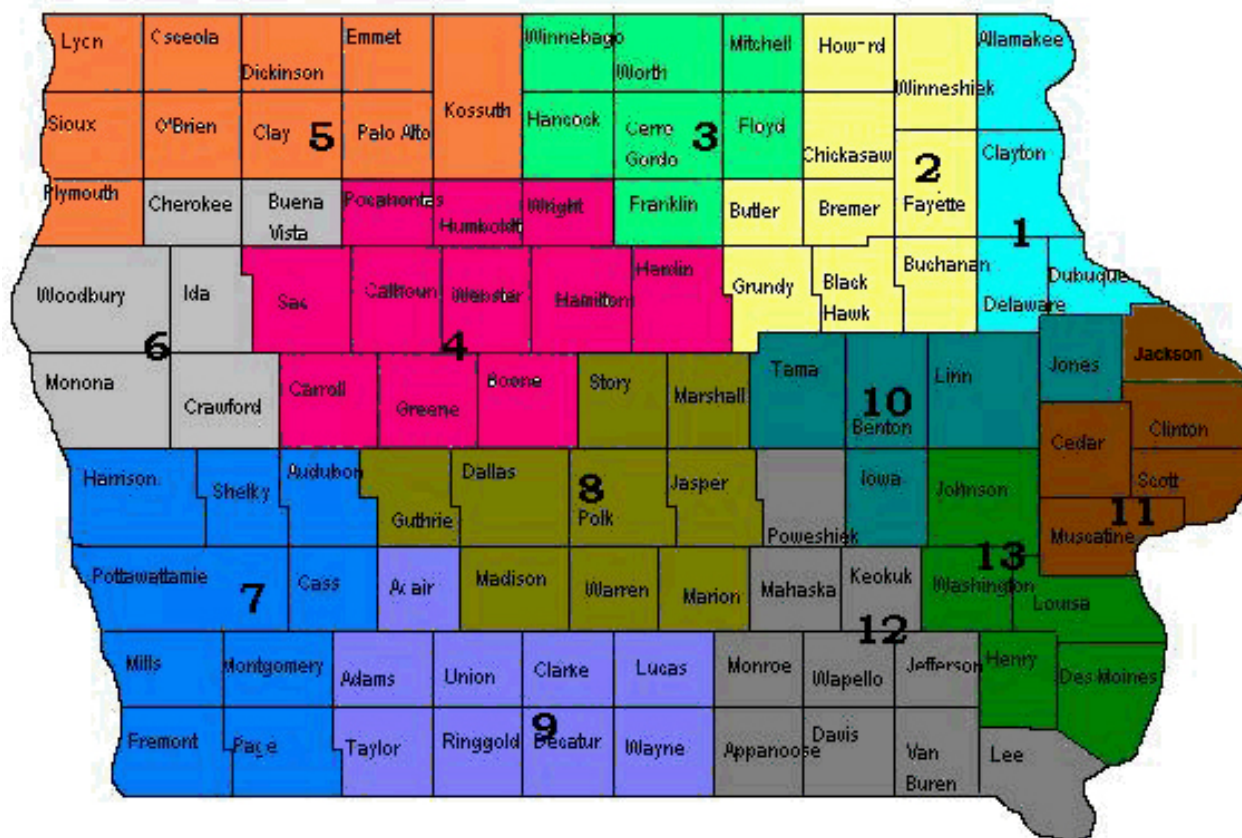 Lycn Osceola Dickinson Emmet Kossuth Winnebago Worth Mitchell Howard Winneshiek Allamakee
Sioux O'Brien Clay 5 Palo Alto Hancock Cerro Gordo 3 Floyd Chickasaw 2 Fayette Clayton
Plymouth Cherokee Buena Vista Pocahontas Humboldt Wright Franklin Butler Bremer 1
Woodbury Ida Sac Calhoun Webster Hamilton Hardin Grundy Black Hawk Buchanan Delaware Dubuque
6 4
Monona Crawford Carroll Greene Boone Story Marshall Tama 10 Benton Linn Jones Jackson
Cedar Clinton
Harrison Shelky Audubon Guthrie Dallas 8 Polk Jasper Poweshiek Iowa Johnson Scott
Muscatine 11
Pottawattamie 7 Cass Acair Madison Warren Marion Mahaska Keokuk Washington 13 Louisa
12
Mills Montgomery Adams Union Clarke Lucas Monroe Wapello Jefferson Henry Des Moines
Fremont Page Taylor Ringgold 9 Decatur Wayne Appanoose Davis Van Buren Lee